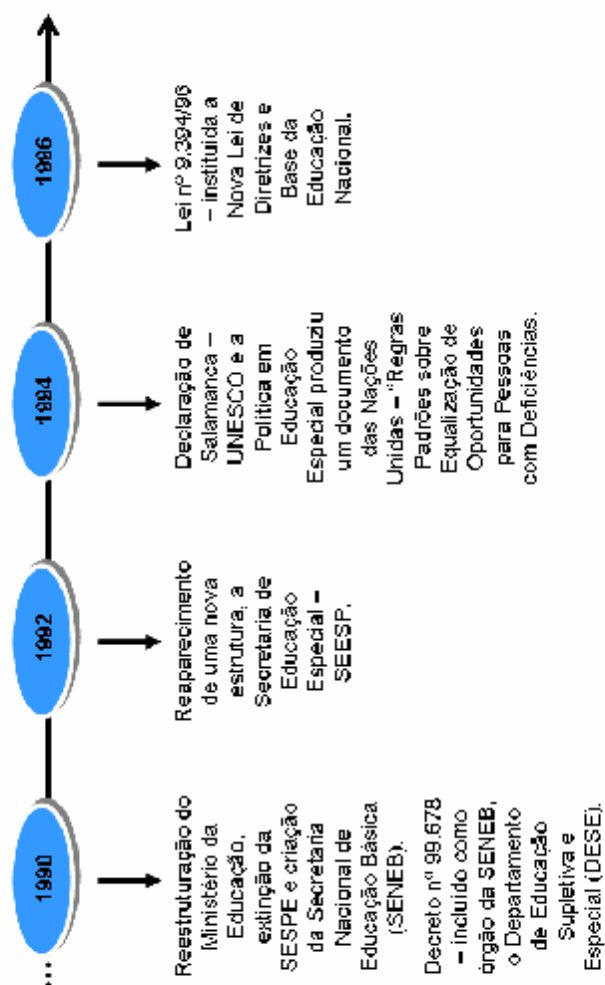 ...
1990
Reestruturação do
Ministério da
Educação,
extinção da
SESPE e criação
da Secretaria
Nacional de
Educação Básica
(SENEB).
Decreto nº 99.678
– incluído como
órgão da SENEB,
o Departamento
de Educação
Supletiva e
Especial (DESE).
1992
Reaparecimento
de uma nova
estrutura, a
Secretaria de
Educação
Especial –
SEESP.
1994
Declaração de
Salamanca –
UNESCO e a
Política em
Educação
Especial produziu
um documento
das Nações
Unidas – “Regras
Padrões sobre
Equalização de
Oportunidades
para Pessoas
com Deficiências.
1996
Lei nº 9.394/96
– instituída a
Nova Lei de
Diretrizes e
Base da
Educação
Nacional.